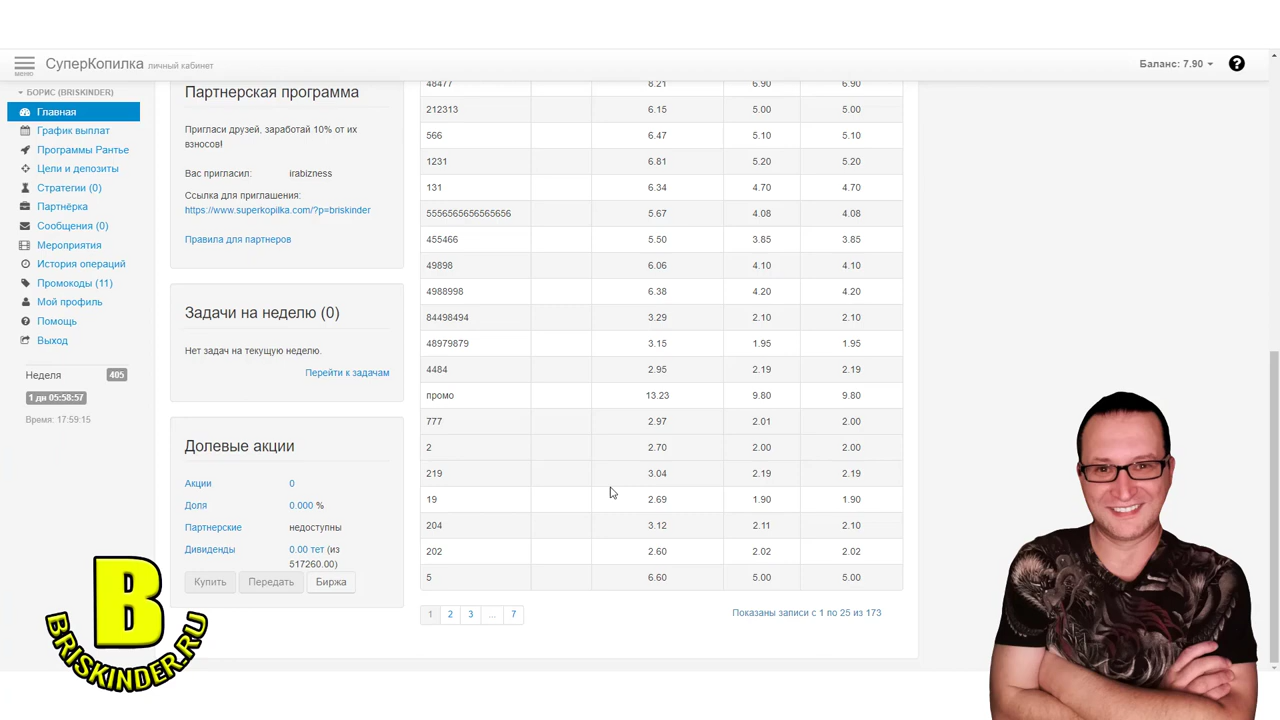 СуперКопилка личный кабинет
Баланс: 7.90
меню
БОРИС (BRISKINDER)
Главная
График выплат
Программы Рантье
Цели и депозиты
Стратегии (0)
Партнёрка
Сообщения (0)
Мероприятия
История операций
Промокоды (11)
Мой профиль
Помощь
Выход
Неделя 405
1 дн 05:58:57
Время: 17:59:15
Партнерская программа
Пригласи друзей, заработай 10% от их
взносов!
Вас пригласил: irabizness
Ссылка для приглашения:
https://www.superkopilka.com/?p=briskinder
Правила для партнеров
Задачи на неделю (0)
Нет задач на текущую неделю.
Перейти к задачам
Долевые акции
Акции 0
Доля 0.000 %
Партнерские недоступны
Дивиденды 0.00 тет (из
517260.00)
Купить Передать Биржа
48477 8.21 6.90 6.90
212313 6.15 5.00 5.00
566 6.47 5.10 5.10
1231 6.81 5.20 5.20
131 6.34 4.70 4.70
5556565656565656 5.67 4.08 4.08
455466 5.50 3.85 3.85
49898 6.06 4.10 4.10
4988998 6.38 4.20 4.20
84498494 3.29 2.10 2.10
48979879 3.15 1.95 1.95
4484 2.95 2.19 2.19
промо 13.23 9.80 9.80
777 2.97 2.01 2.00
2 2.70 2.00 2.00
219 3.04 2.19 2.19
19 2.69 1.90 1.90
204 3.12 2.11 2.10
202 2.60 2.02 2.02
5 6.60 5.00 5.00
1 2 3 ... 7
Показаны записи с 1 по 25 из 173
B
BRISKINDER.RU